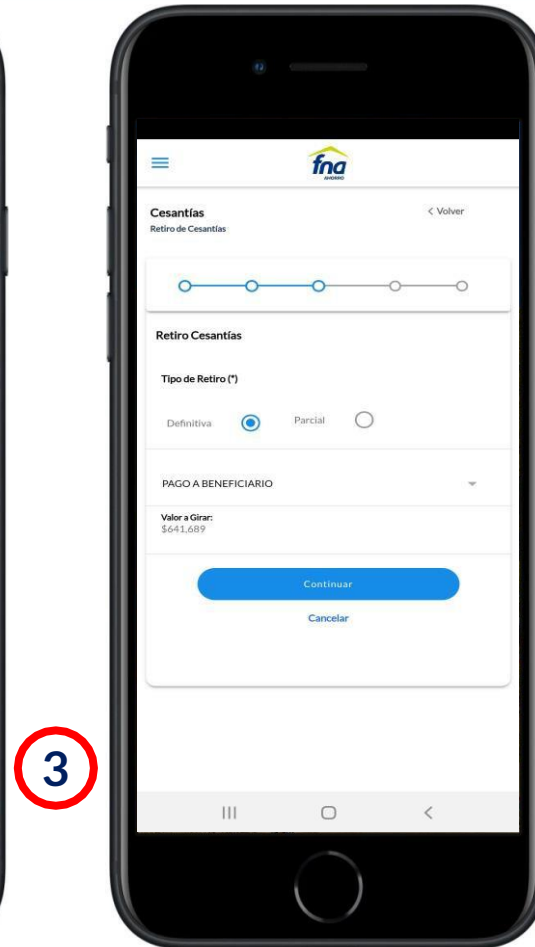 fna
AHORRO
Cesantías
< Volver
Retiro de Cesantías
Retiro Cesantías
Tipo de Retiro (*)
Definitiva
Parcial
PAGO A BENEFICIARIO
Valor a Girar:
$641,689
Continuar
Cancelar
3